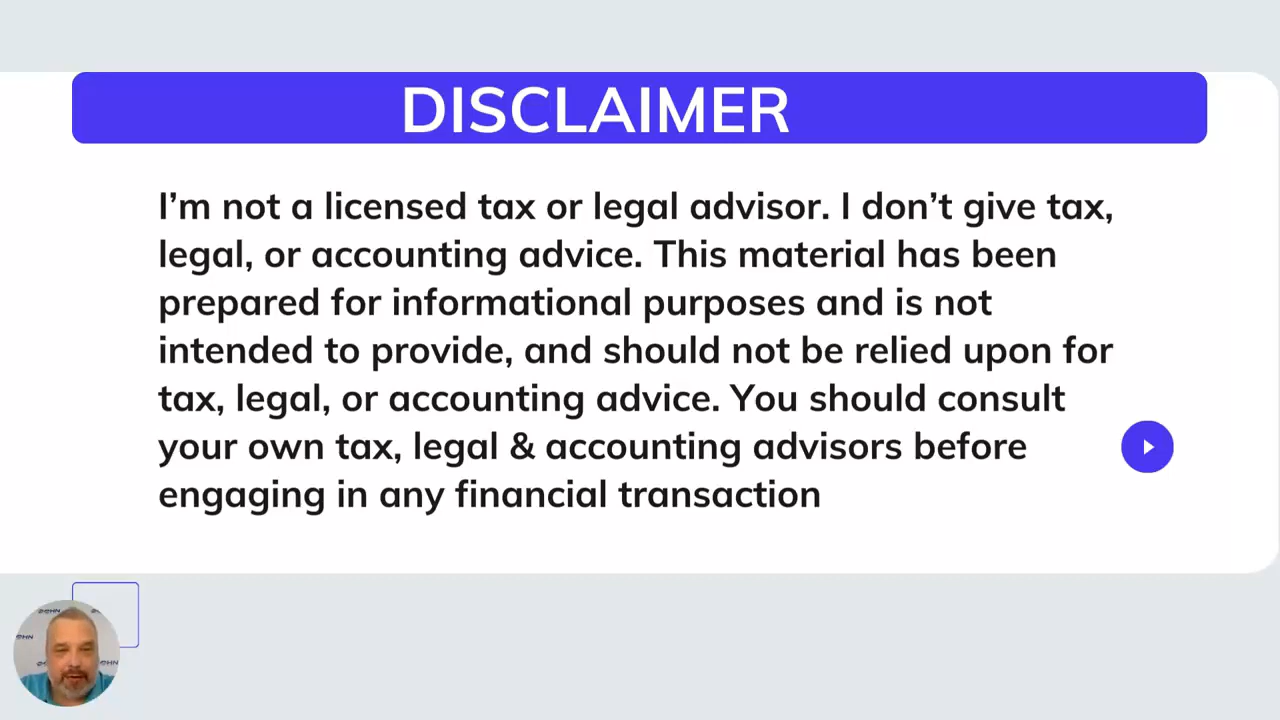 DISCLAIMER
I’m not a licensed tax or legal advisor. I don’t give tax,
legal, or accounting advice. This material has been
prepared for informational purposes and is not
intended to provide, and should not be relied upon for
tax, legal, or accounting advice. You should consult
your own tax, legal & accounting advisors before
engaging in any financial transaction